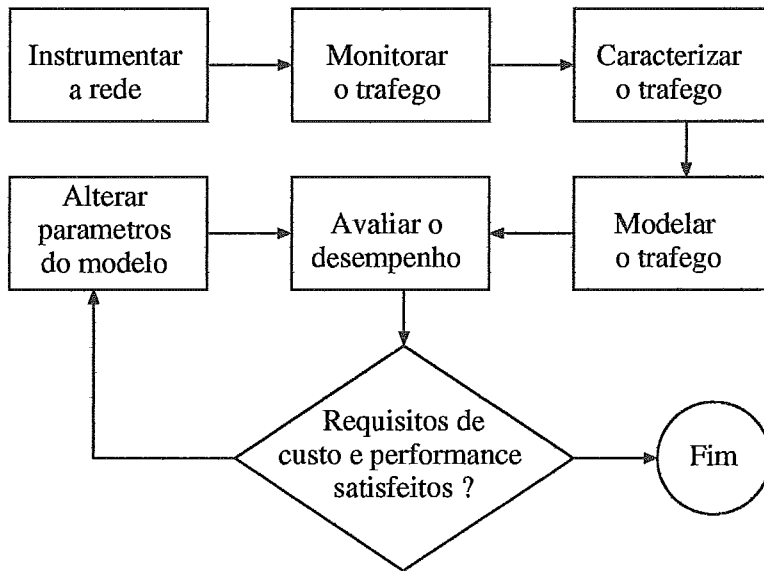 Instrumentar
a rede
Monitorar
o trafego
Caracterizar
o trafego
Alterar
parametros
do modelo
Avaliar o
desempenho
Modelar
o trafego
Requisitos de
custo e performance
satisfeitos ?
Fim